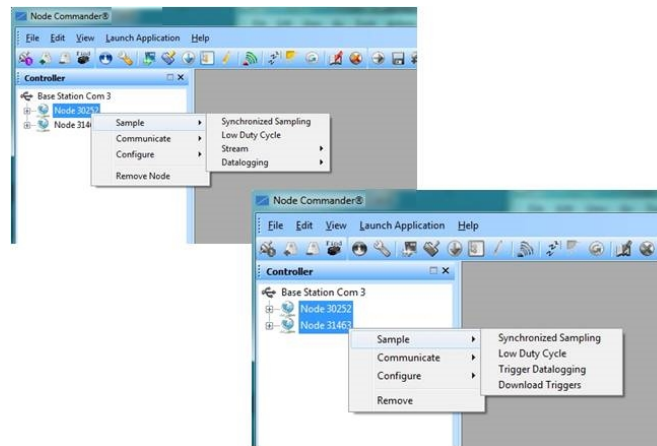 Node Commander®
File Edit View Launch Application Help
Find
Controller
Base Station Com 3
Node 30252
Node 314
Sample
Communicate
Configure
Remove Node
Synchronized Sampling
Low Duty Cycle
Stream
Datalogging
Node Commander®
File Edit View Launch Application Help
Find
Controller
Base Station Com 3
Node 30252
Node 31463
Sample
Communicate
Configure
Remove
Synchronized Sampling
Low Duty Cycle
Trigger Datalogging
Download Triggers